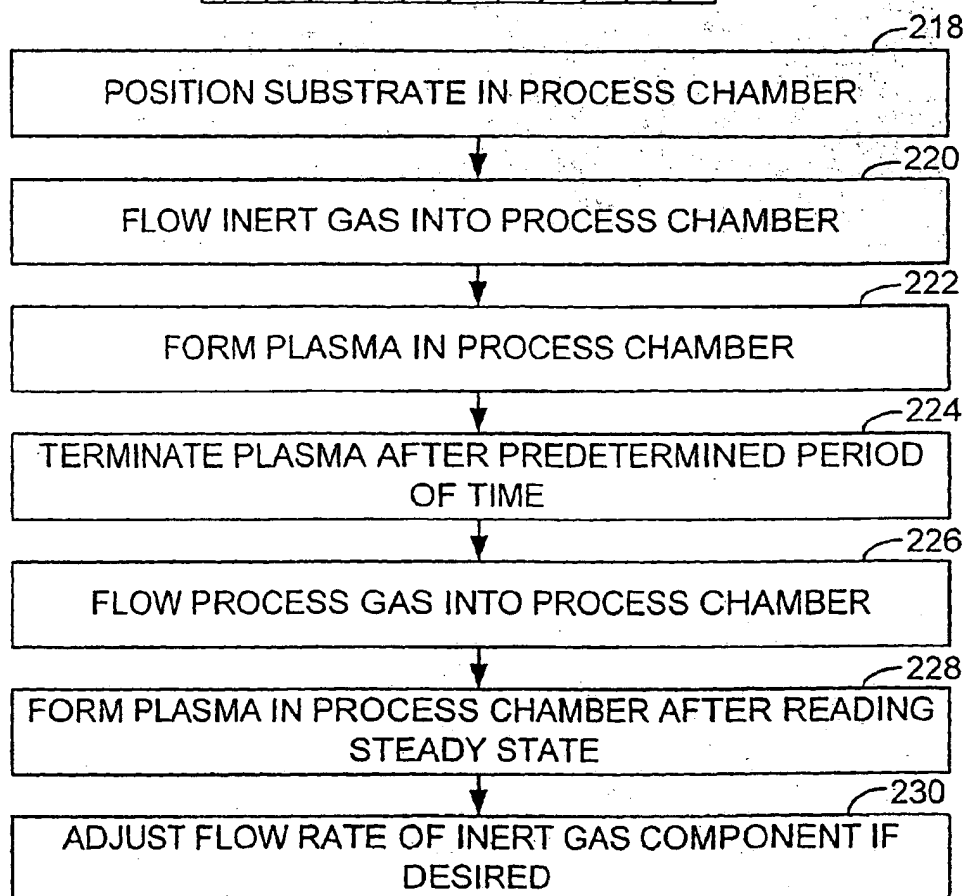 218
POSITION SUBSTRATE IN PROCESS CHAMBER
220
FLOW INERT GAS INTO PROCESS CHAMBER
222
FORM PLASMA IN PROCESS CHAMBER
224
TERMINATE PLASMA AFTER PREDETERMINED PERIOD
OF TIME
226
FLOW PROCESS GAS INTO PROCESS CHAMBER
228
FORM PLASMA IN PROCESS CHAMBER AFTER READING
STEADY STATE
230
ADJUST FLOW RATE OF INERT GAS COMPONENT IF
DESIRED